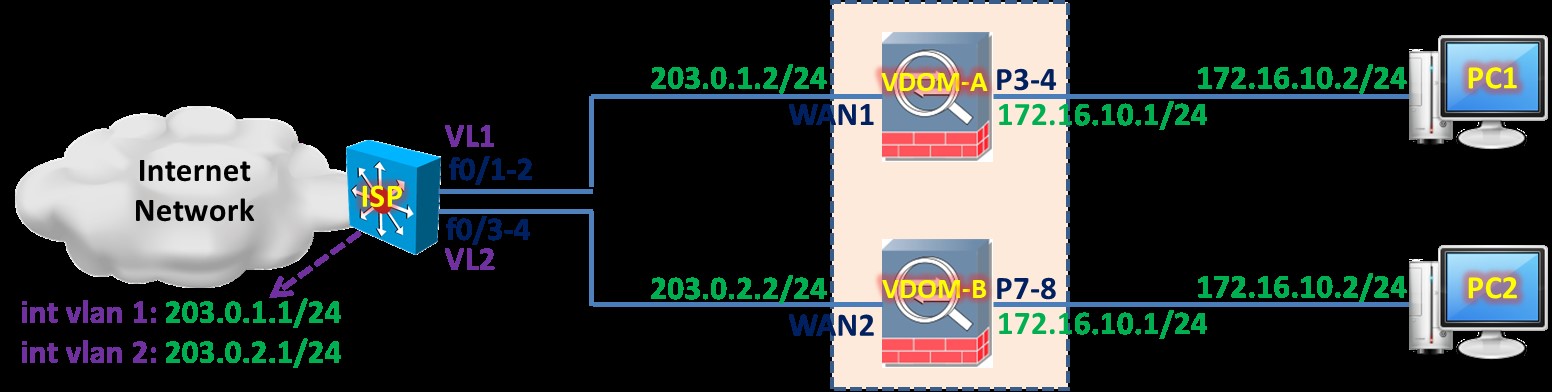 Internet
Network
ISP
VL1
f0/1-2
f0/3-4
VL2
int vlan 1: 203.0.1.1/24
int vlan 2: 203.0.2.1/24
203.0.1.2/24
WAN1
VDOM-A
P3-4
172.16.10.1/24
172.16.10.2/24
PC1
203.0.2.2/24
WAN2
VDOM-B
P7-8
172.16.10.1/24
172.16.10.2/24
PC2